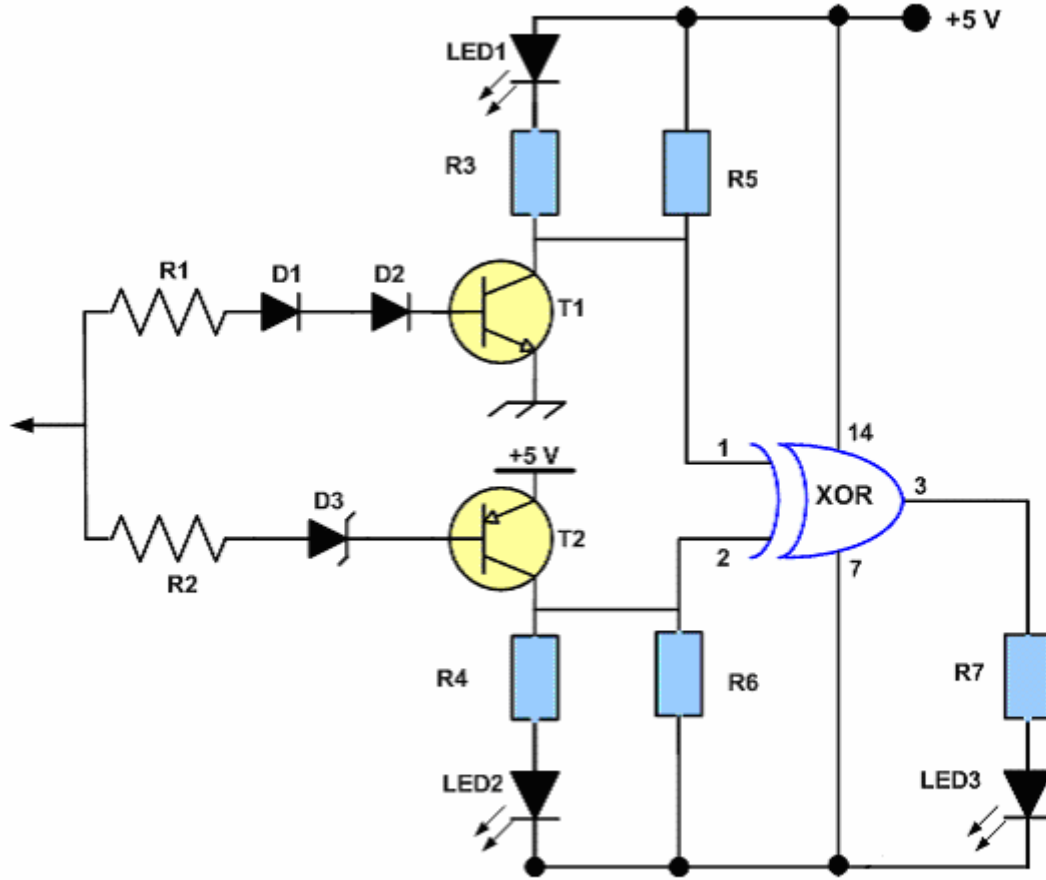 +5 V
LED1
R3
R5
R1
D1
D2
T1
+5 V
1
14
XOR
3
D3
T2
2
7
R2
R4
R6
R7
LED2
LED3